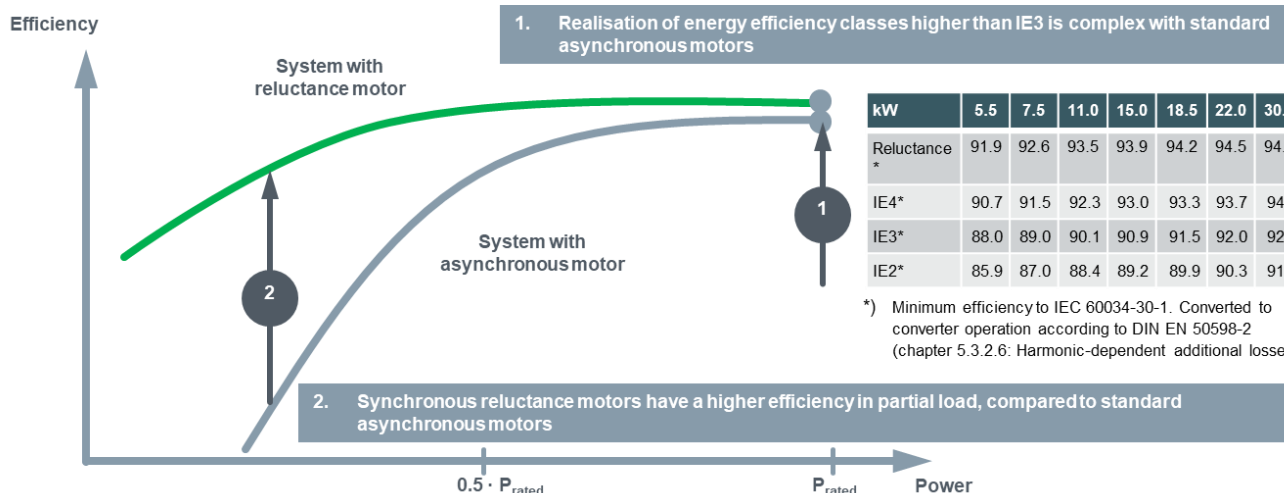 Efficiency
1. Realisation of energy efficiency classes higher than IE3 is complex with standard
asynchronous motors
System with
reluctance motor
kW 5.5 7.5 11.0 15.0 18.5 22.0 30.
Reluctance 91.9 92.6 93.5 93.9 94.2 94.5 94.
*
IE4* 90.7 91.5 92.3 93.0 93.3 93.7 94
IE3* 88.0 89.0 90.1 90.9 91.5 92.0 92
IE2* 85.9 87.0 88.4 89.2 89.9 90.3 91
1
System with
asynchronous motor
2
*) Minimum efficiency to IEC 60034-30-1. Converted to
converter operation according to DIN EN 50598-2
(chapter 5.3.2.6: Harmonic-dependent additional losse
2. Synchronous reluctance motors have a higher efficiency in partial load, compared to standard
asynchronous motors
0.5 · Prated
Prated
Power